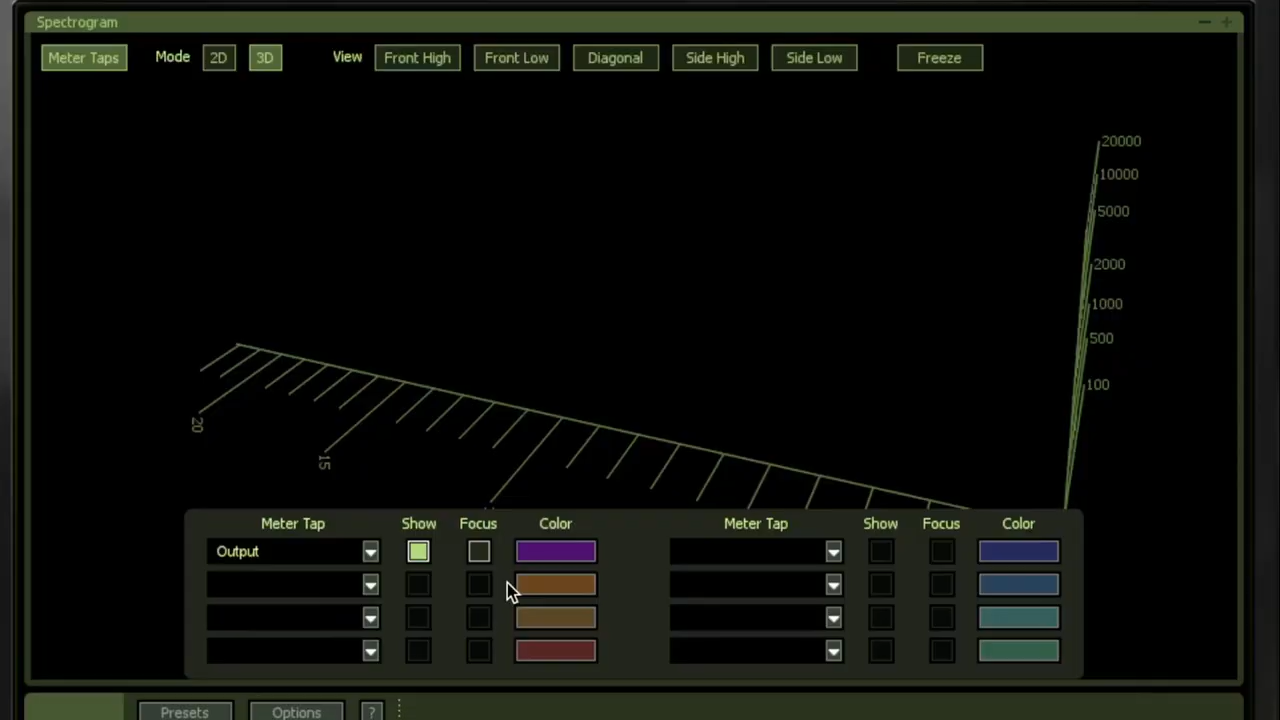 Spectrogram
Meter Taps Mode 2D 3D View Front High Front Low Diagonal Side High Side Low Freeze
20000
10000
5000
2000
1000
500
100
20
15
Meter Tap Show Focus Color Meter Tap Show Focus Color
Output
Presets Options ?